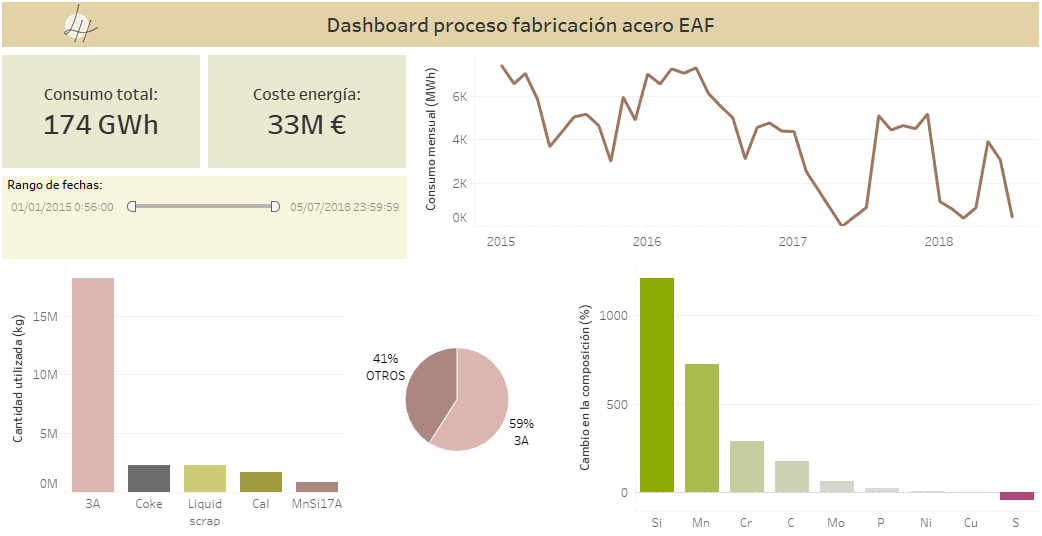 Dashboard proceso fabricación acero EAF
Consumo total:
174 GWh
Coste energía:
33M €
Rango de fechas:
01/01/2015 0:56:00
05/07/2018 23:59:59
Consumo mensual (MWh)
6K
4K
2K
0K
2015
2016
2017
2018
Cantidad utilizada (kg)
15M
10M
5M
0M
3A
Coke
Liquid
scrap
Cal
MnSi17A
41%
OTROS
59%
3A
Cambio en la composición (%)
1000
500
0
Si
Mn
Cr
C
Mo
P
Ni
Cu
S